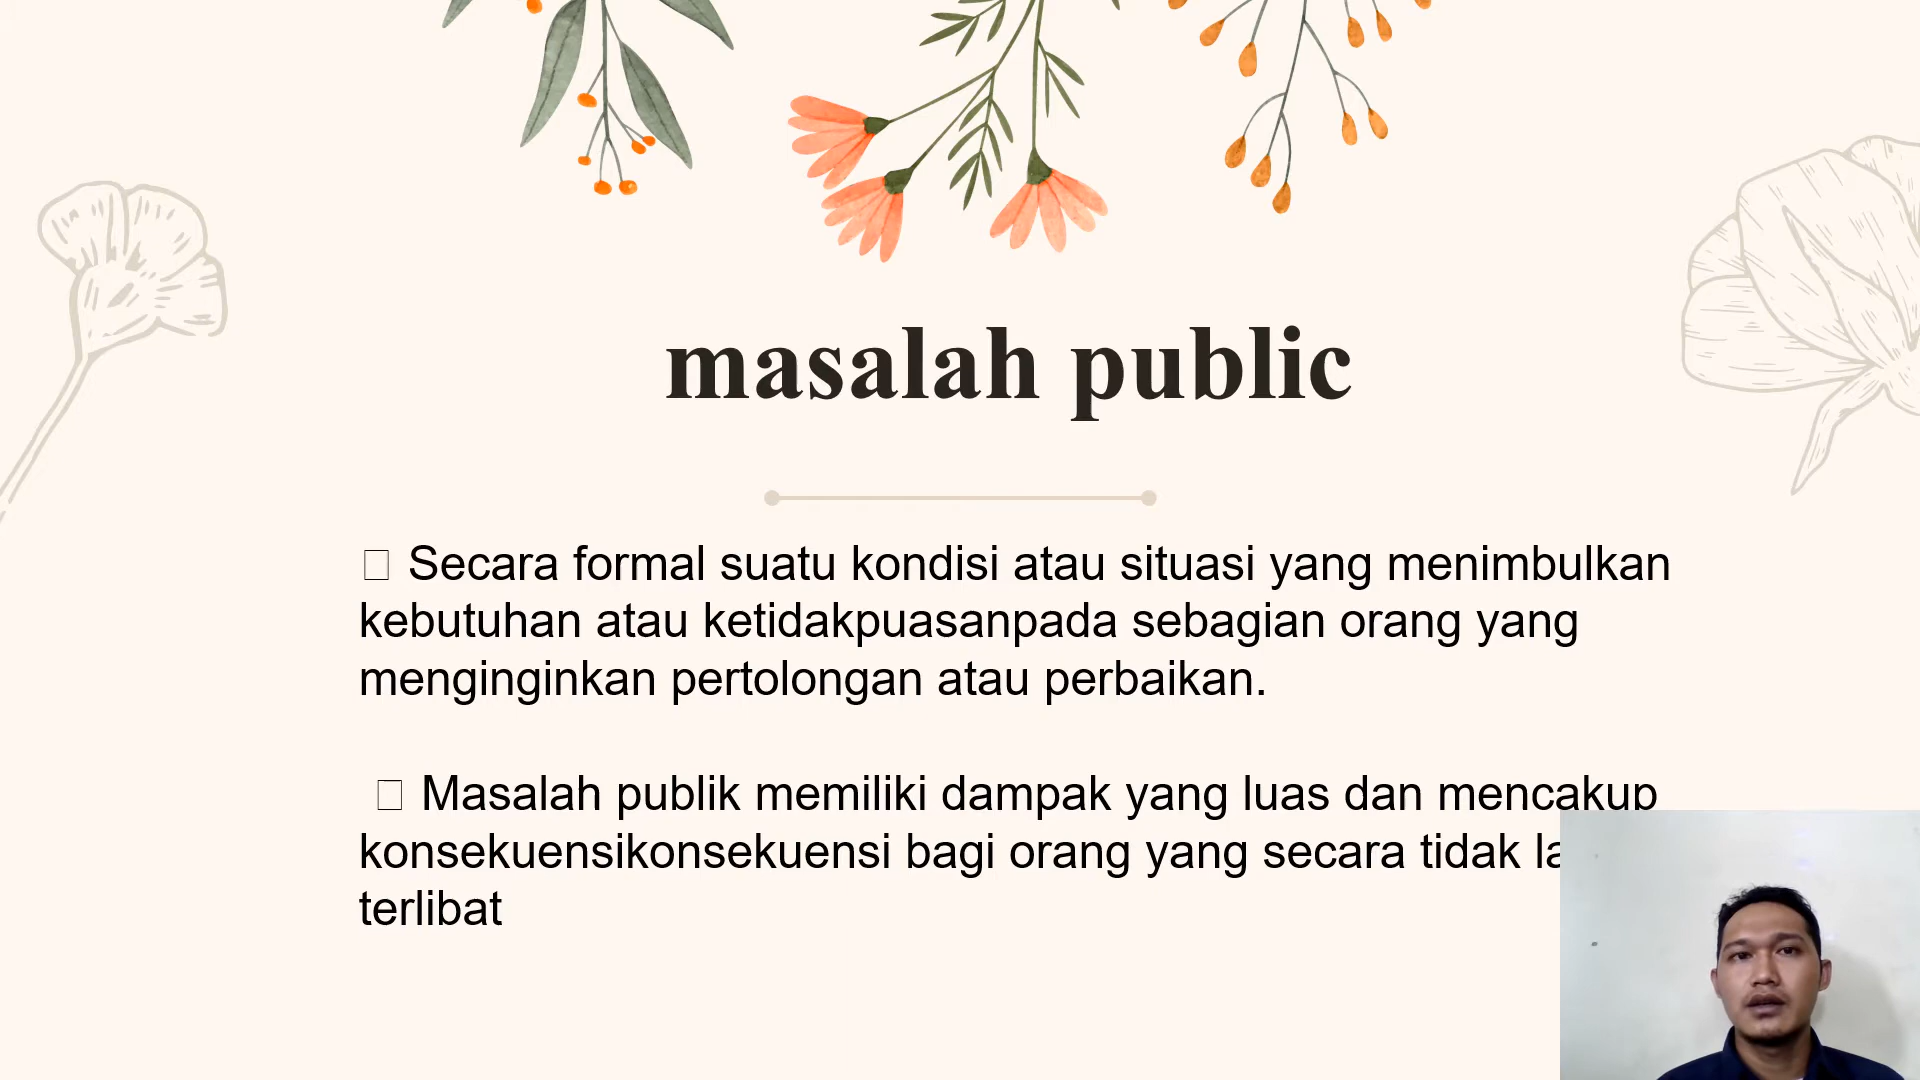 masalah public
Secara formal suatu kondisi atau situasi yang menimbulkan
kebutuhan atau ketidakpuasanpada sebagian orang yang
menginginkan pertolongan atau perbaikan.
Masalah publik memiliki dampak yang luas dan mencakup
konsekuensikonsekuensi bagi orang yang secara tidak
terlibat